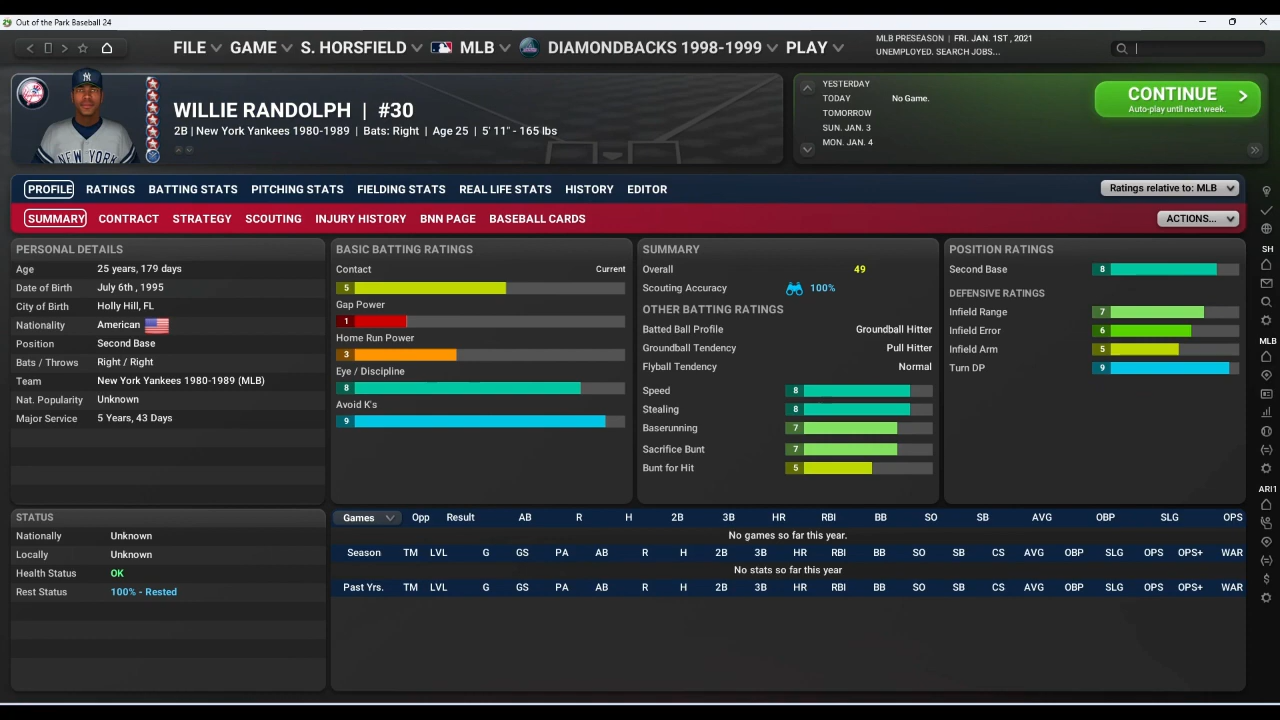 Out of the Park Baseball 24
FILE GAME S. HORSFIELD MLB DIAMONDBACKS 1998-1999 PLAY
MLB PRESEASON | FRI. JAN. 1ST , 2021
UNEMPLOYED. SEARCH JOBS...
WILLIE RANDOLPH | #30
2B | New York Yankees 1980-1989 | Bats: Right | Age 25 | 5' 11" - 165 lbs
YESTERDAY
TODAY No Game.
TOMORROW
SUN. JAN. 3
MON. JAN. 4
CONTINUE
Auto-play until next week.
PROFILE RATINGS BATTING STATS PITCHING STATS FIELDING STATS REAL LIFE STATS HISTORY EDITOR
Ratings relative to: MLB
SUMMARY CONTRACT STRATEGY SCOUTING INJURY HISTORY BNN PAGE BASEBALL CARDS
ACTIONS...
PERSONAL DETAILS
Age 25 years, 179 days
Date of Birth July 6th , 1995
City of Birth Holly Hill, FL
Nationality American
Position Second Base
Bats / Throws Right / Right
Team New York Yankees 1980-1989 (MLB)
Nat. Popularity Unknown
Major Service 5 Years, 43 Days
BASIC BATTING RATINGS
Contact Current
5
Gap Power
1
Home Run Power
3
Eye / Discipline
8
Avoid K's
9
SUMMARY
Overall 49
Scouting Accuracy 100%
OTHER BATTING RATINGS
Batted Ball Profile Groundball Hitter
Groundball Tendency Pull Hitter
Flyball Tendency Normal
Speed 8
Stealing 8
Baserunning 7
Sacrifice Bunt 7
Bunt for Hit 5
POSITION RATINGS
Second Base 8
DEFENSIVE RATINGS
Infield Range 7
Infield Error 6
Infield Arm 5
Turn DP 9
SH
MLB
ARI1
STATUS
Nationally Unknown
Locally Unknown
Health Status OK
Rest Status 100% - Rested
Games Opp Result AB R H 2B 3B HR RBI BB SO SB AVG OBP SLG OPS
No games so far this year.
Season TM LVL G GS PA AB R H 2B 3B HR RBI BB SO SB CS AVG OBP SLG OPS OPS+ WAR
No stats so far this year
Past Yrs. TM LVL G GS PA AB R H 2B 3B HR RBI BB SO SB CS AVG OBP SLG OPS OPS+ WAR